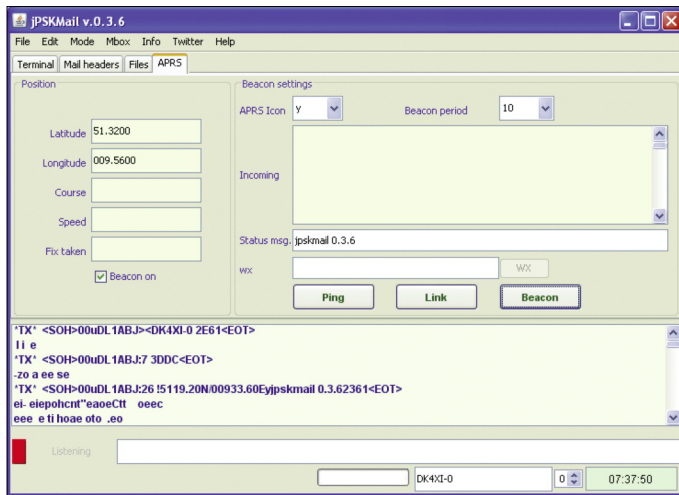 jPSKMail v.0.3.6
File Edit Mode Mbox Info Twitter Help
Terminal Mail headers Files APRS
Position
Latitude 51.3200
Longitude 009.5600
Course
Speed
Fix taken
Beacon on
Beacon settings
APRS Icon y Beacon period 10
Incoming
Status msg. jpskmail 0.3.6
wx WX
Ping Link Beacon
*TX* <SOH>00uDL1ABJ><DK4XI-0 2E61<EOT>
l i e
*TX* <SOH>00uDL1ABJ:7 3DDC<EOT>
-zo a ee se
*TX* <SOH>00uDL1ABJ:26 !5119.20N/00933.60Eyjpskmail 0.3.62361<EOT>
ei- eiepohcnt"eaoeCtt oeec
eee e ti hoae oto .eo
Listening
DK4XI-0 0 07:37:50